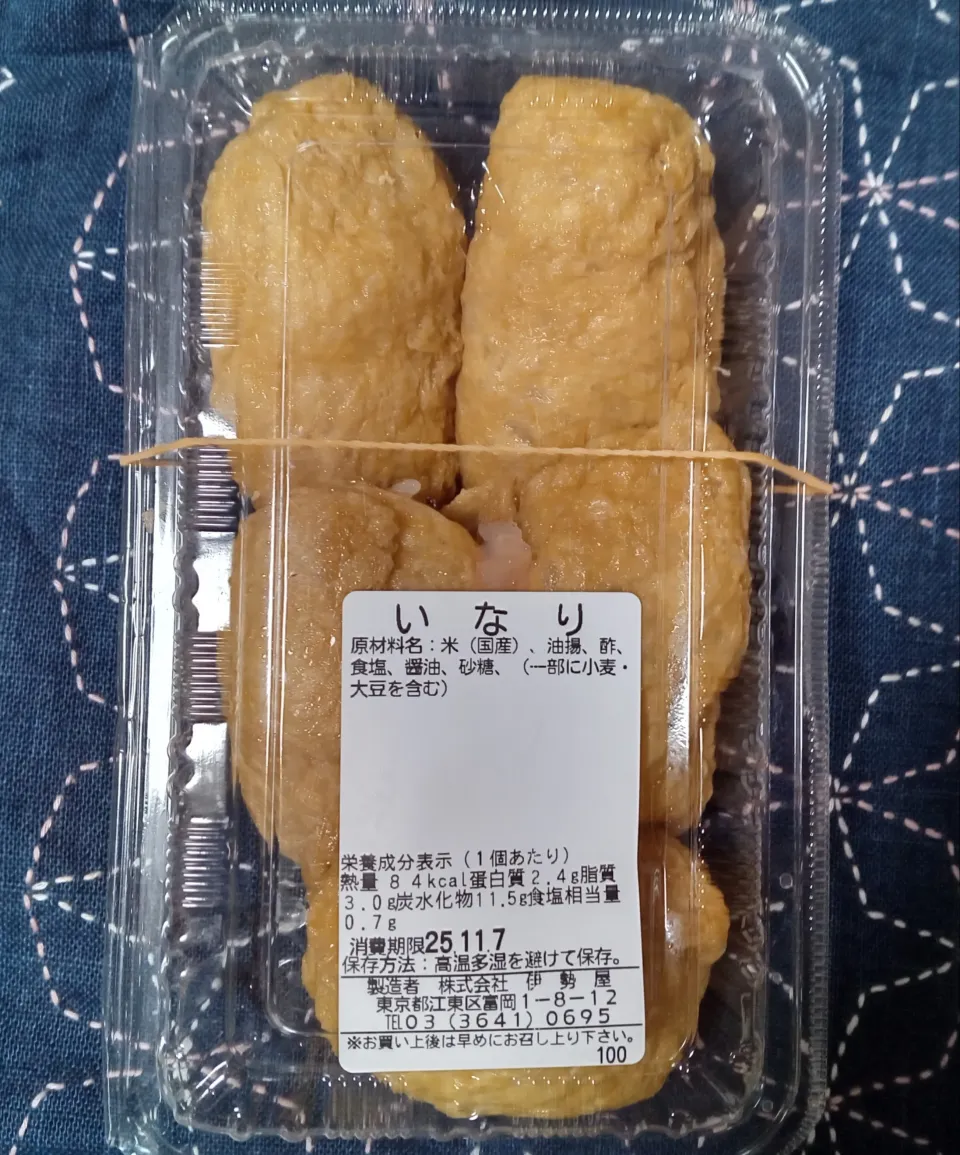 いなり
原材料名：米（国産）、油揚、酢、
食塩、醤油、砂糖、（一部に小麦・
大豆を含む）
栄養成分表示（１個あたり）
熱量 ８４kcal蛋白質２.４g脂質
３.０g炭水化物11.5g食塩相当量
０.７g
消費期限25.11.7
保存方法：高温多湿を避けて保存。
製造者 株式会社 伊勢屋
東京都江東区富岡1－8－12
TEL０３（３６４１）０６９５
※お買い上後は早めにお召し上り下さい。
100